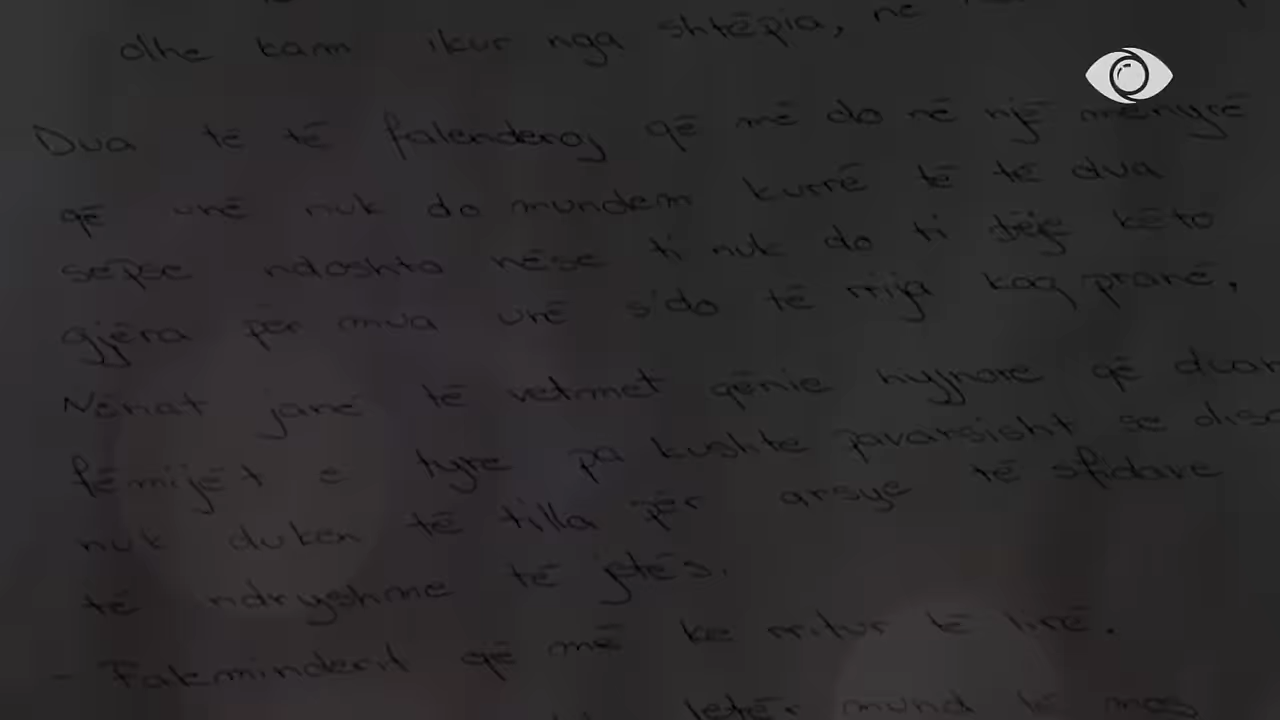 dhe kam ikur nga shtëpia, në
Dua të të falenderoj që më do në një mënyrë
që unë nuk do mundem kurrë të të dua
sepse ndoshta nëse ti nuk do ti bëje këto
gjëra për mua unë s'do të rrija kaq pranë.
Nënat janë të vetmet qënie hyjnore që duan
fëmijët e tyre pa kushte pavarsisht se disa
nuk duken të tilla për arsye të sfidave
të ndryshme të jetës.
- Faleminderit që më ke rritur të lirë.
letër mund të mos